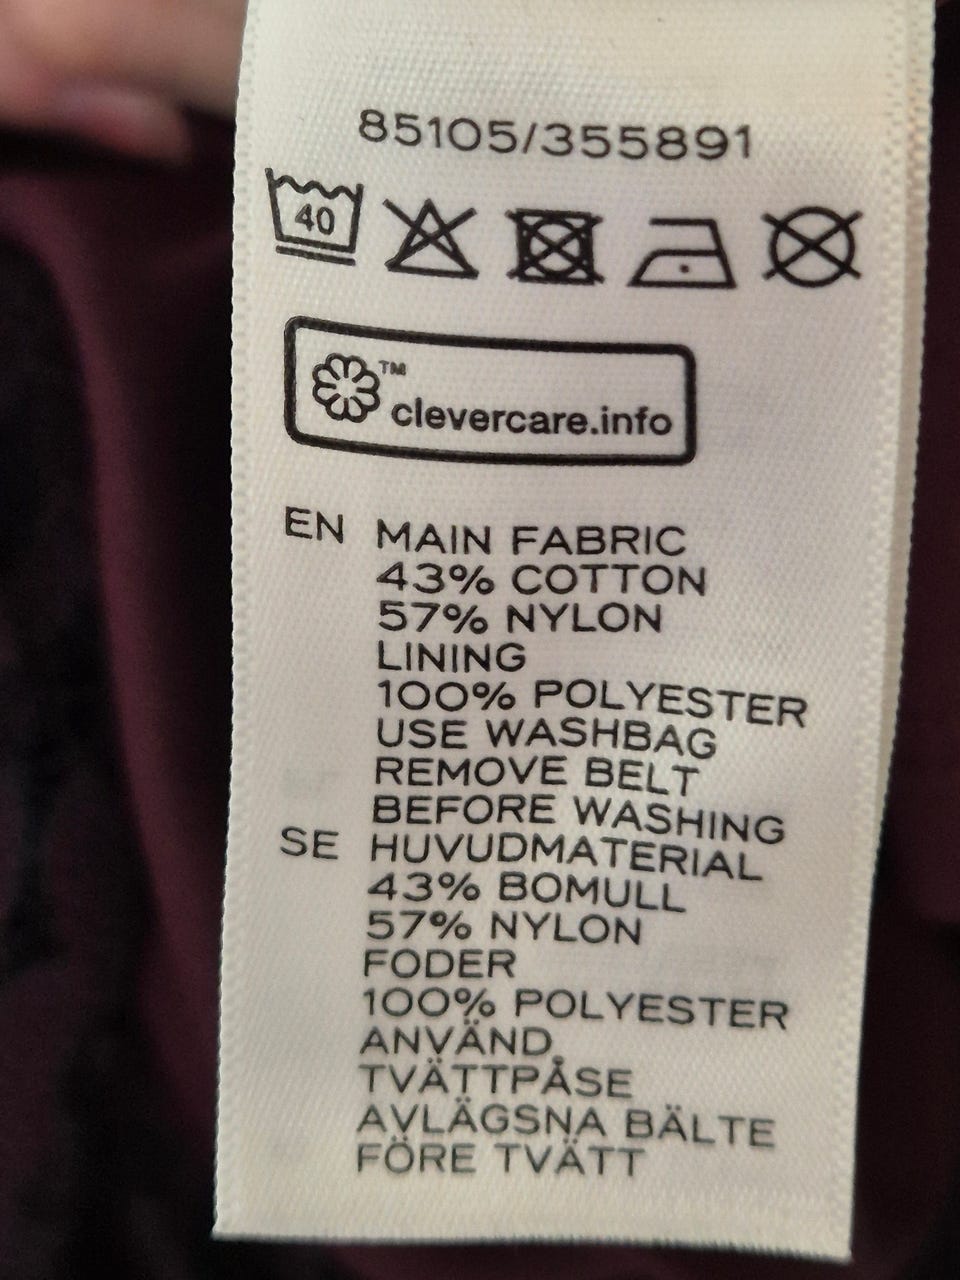 85105/355891
40
™
clevercare.info
EN MAIN FABRIC
43% COTTON
57% NYLON
LINING
100% POLYESTER
USE WASHBAG
REMOVE BELT
BEFORE WASHING
SE HUVUDMATERIAL
43% BOMULL
57% NYLON
FODER
100% POLYESTER
ANVÄND
TVÄTTPÅSE
AVLÄGSNA BÄLTE
FÖRE TVÄTT